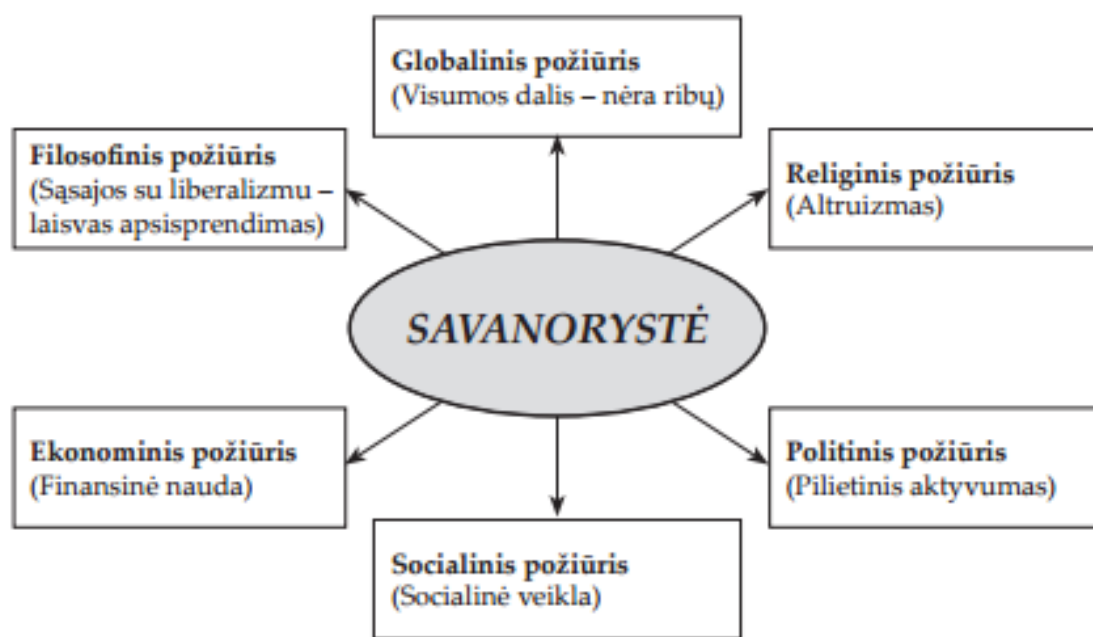 Globalinis požiūris
(Visumos dalis – nėra ribų)
Filosofinis požiūris
(Sąsajos su liberalizmu –
laisvas apsisprendimas)
Religinis požiūris
(Altruizmas)
SAVANORYSTĖ
Ekonominis požiūris
(Finansinė nauda)
Politinis požiūris
(Pilietinis aktyvumas)
Socialinis požiūris
(Socialinė veikla)